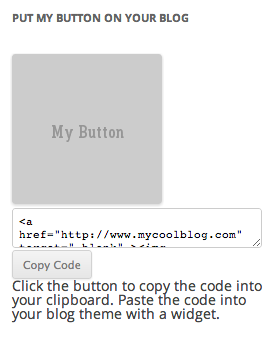 PUT MY BUTTON ON YOUR BLOG
My Button
<a
href="http://www.mycoolblog.com"
target="_blank" ><img
Copy Code
Click the button to copy the code into
your clipboard. Paste the code into
your blog theme with a widget.